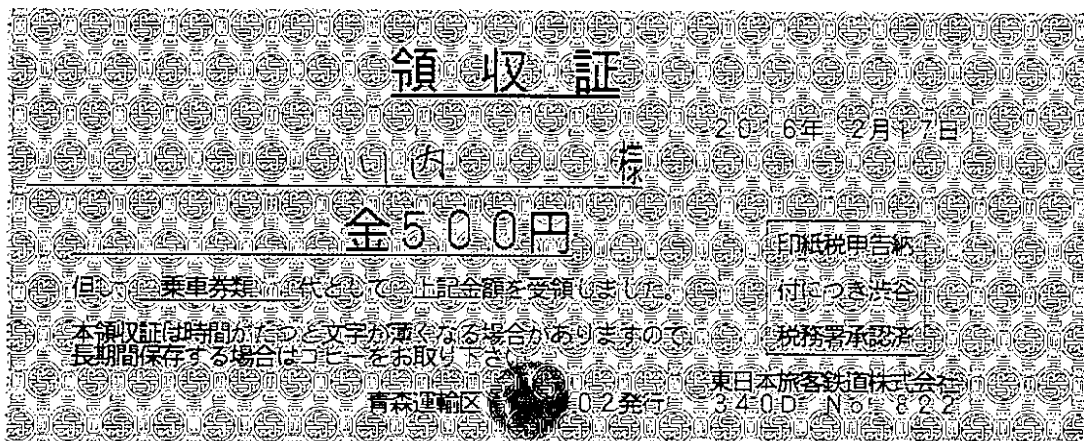 領収証
2016年 2月17日
様
金500円
印紙税申告納
付につき渋谷
税務署承認済
但し 乗車券類 代として 上記金額を受領しました。
本領収証は時間がたつと文字が薄くなる場合がありますので、
長期間保存する場合はコピーをお取り下さい。
東日本旅客鉄道株式会社
青森運輸区 02発行 340D No 822